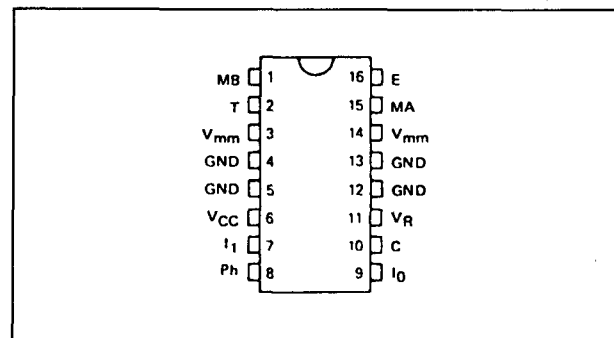 MB 1 16 E
T 2 15 MA
Vmm 3 14 Vmm
GND 4 13 GND
GND 5 12 GND
VCC 6 11 VR
I1 7 10 C
Ph 8 9 I0